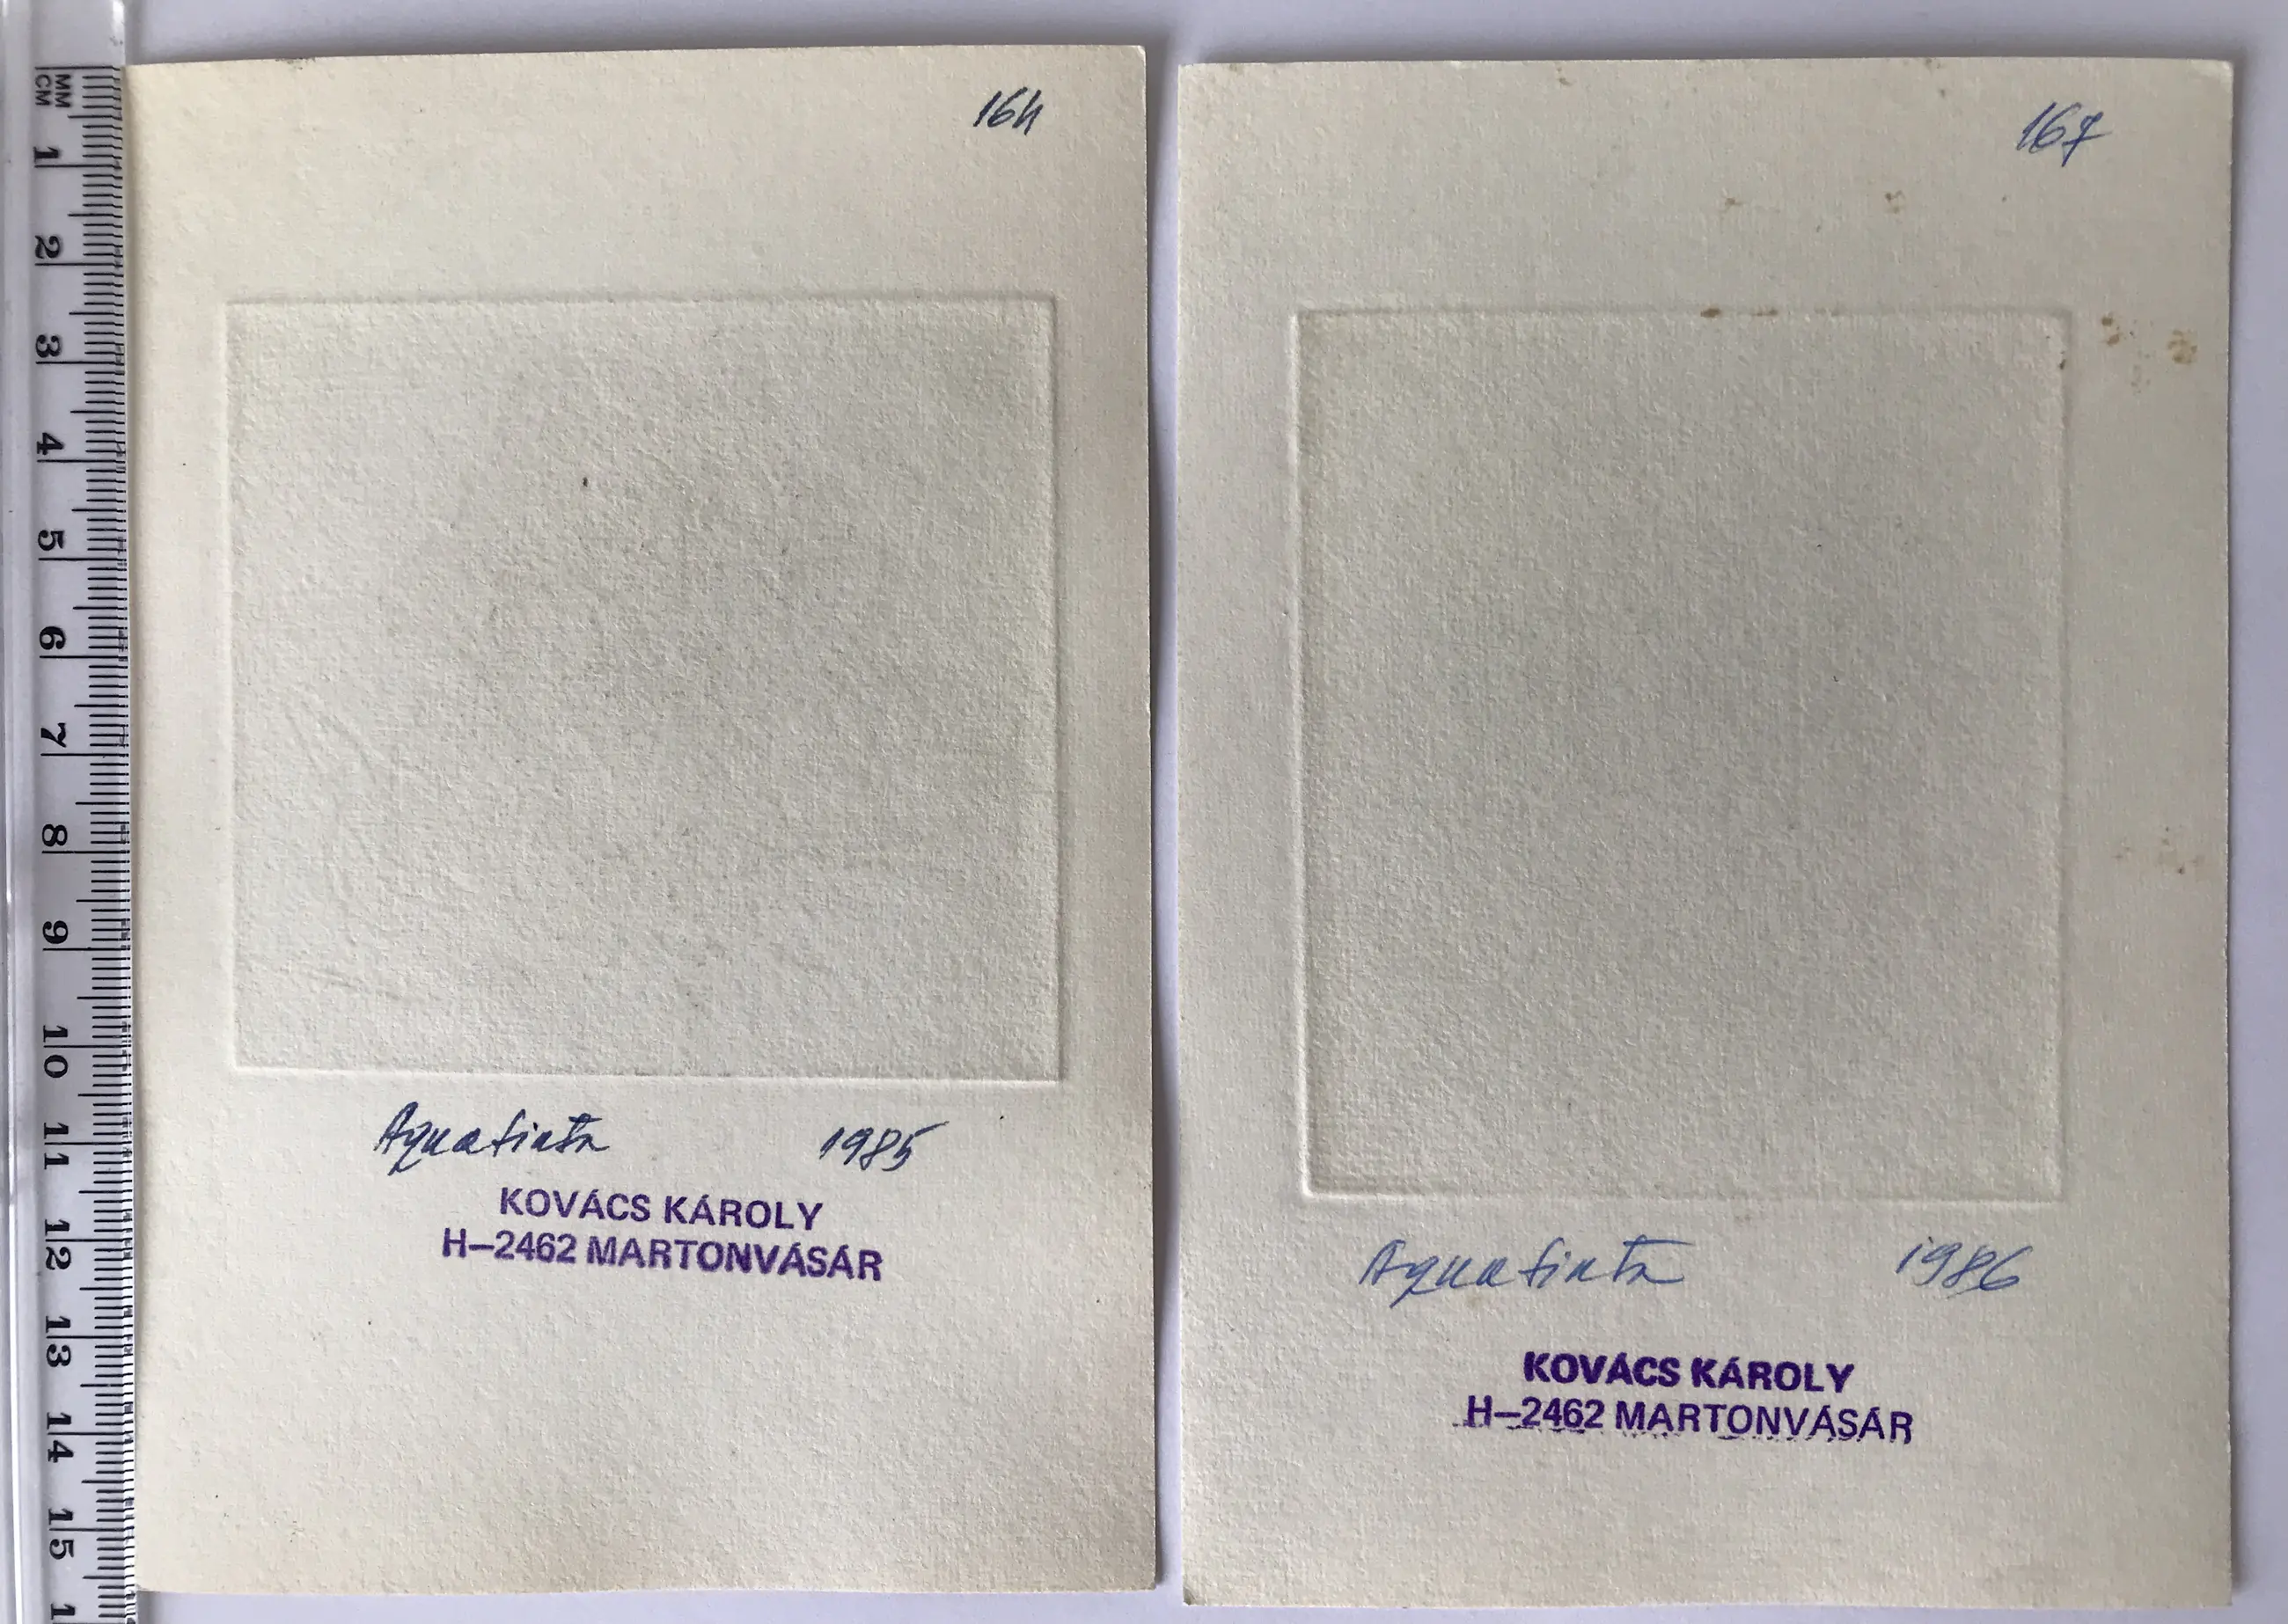 MM
CM
1
2
3
4
5
6
7
8
9
10
11
12
13
14
15
164
Aquatinta 1985
KOVÁCS KÁROLY
H–2462 MARTONVÁSÁR
167
Aquatinta 1986
KOVÁCS KÁROLY
H–2462 MARTONVÁSÁR